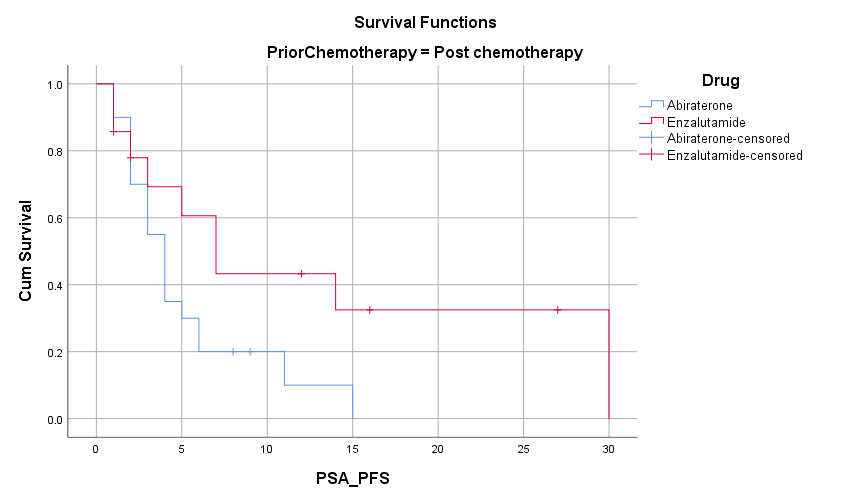 Survival Functions
PriorChemotherapy = Post chemotherapy
Drug
Abiraterone
Enzalutamide
Abiraterone-censored
Enzalutamide-censored
Cum Survival
1.0
0.8
0.6
0.4
0.2
0.0
0 5 10 15 20 25 30
PSA_PFS